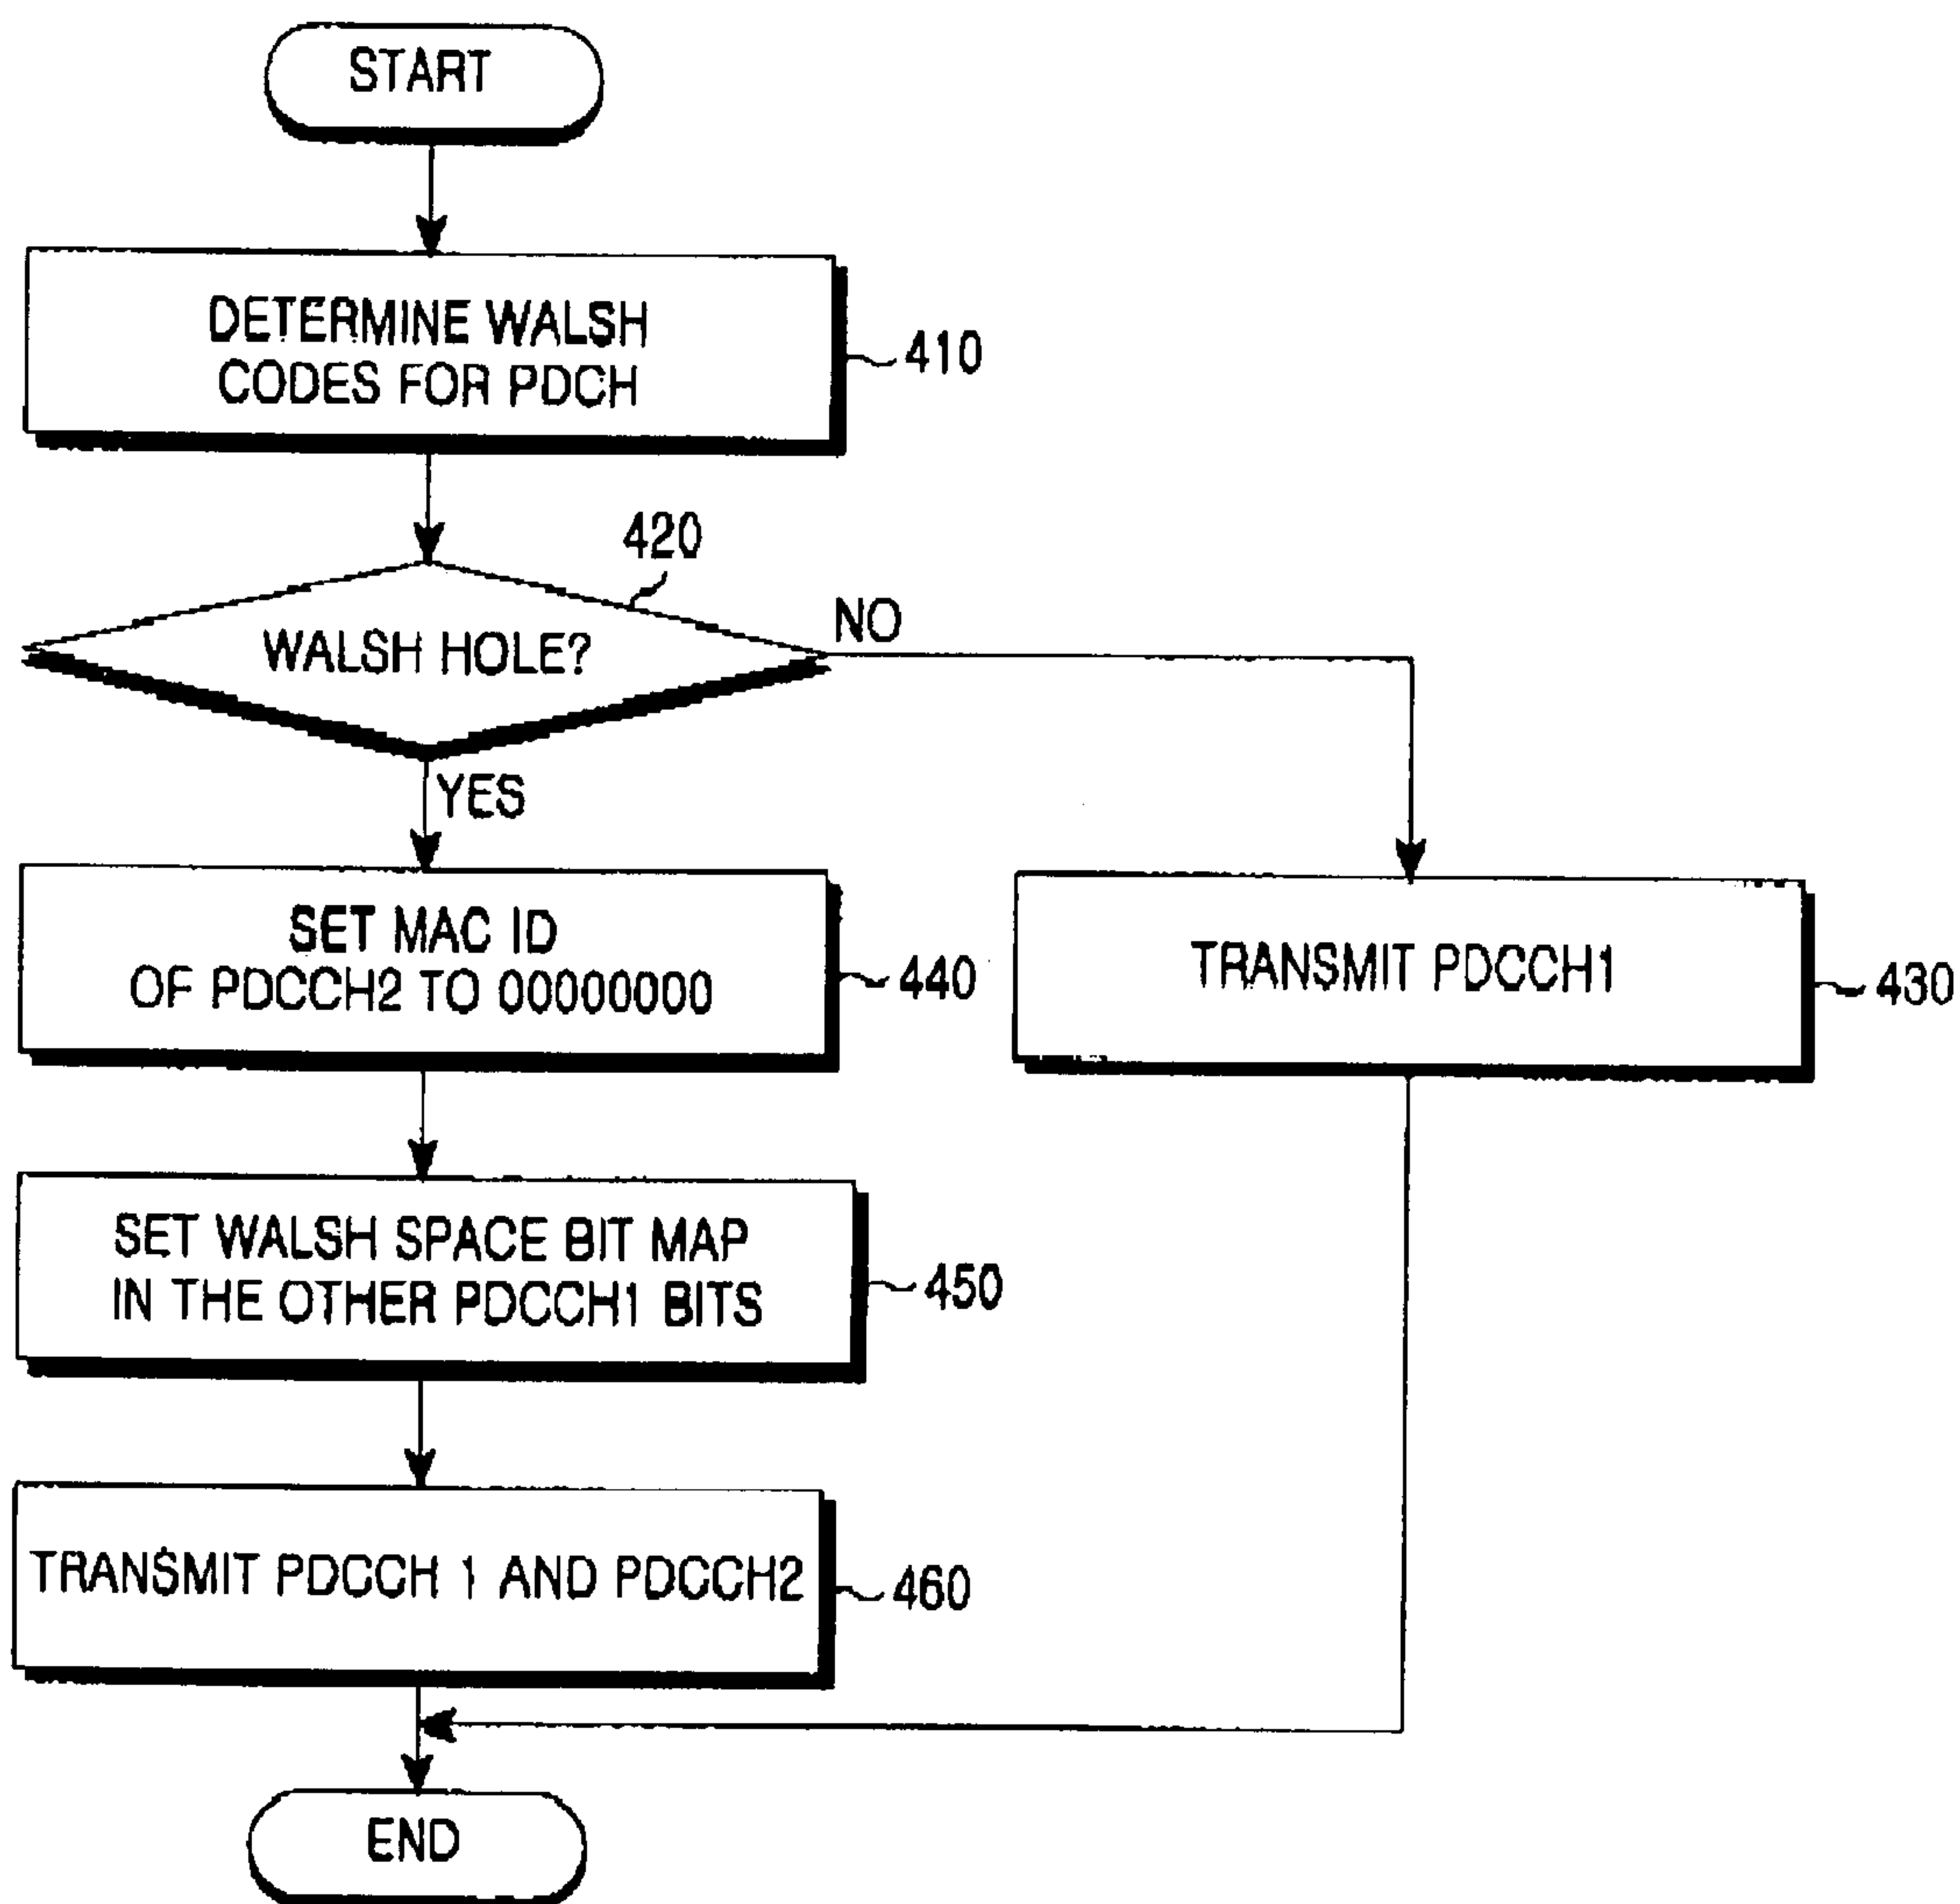 START
DETERMINE WALSH
CODES FOR PDCH
410
420
WALSH HOLE?
NO
YES
SET MAC ID
OF PDCCH2 TO 00000000
440
TRANSMIT PDCCH1
430
SET WALSH SPACE BIT MAP
IN THE OTHER PDCCH1 BITS
450
TRANSMIT PDCCH 1 AND PDCCH2
460
END